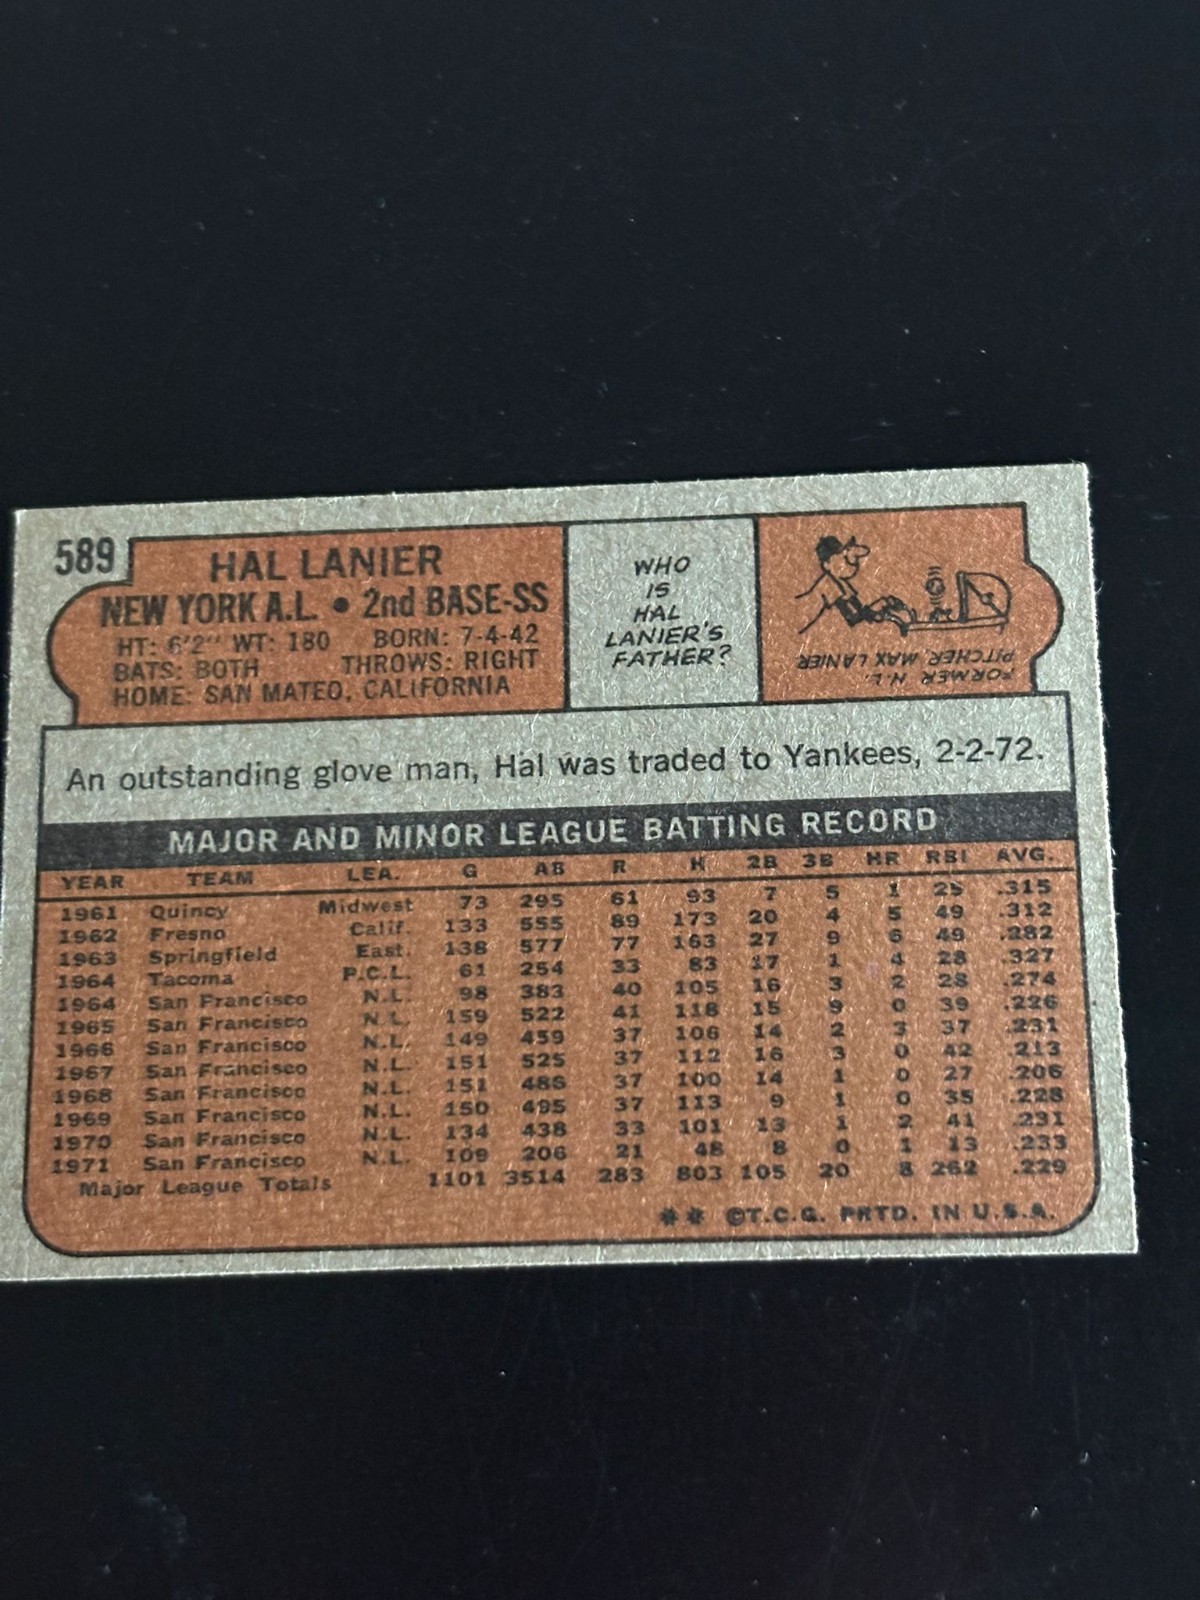 589
HAL LANIER
NEW YORK A.L. • 2nd BASE-SS
HT: 6'2" WT: 180 BORN: 7-4-42
BATS: BOTH THROWS: RIGHT
HOME: SAN MATEO, CALIFORNIA
WHO
IS
HAL
LANIER'S
FATHER?
FORMER N.L.
PITCHER, MAX LANIER
An outstanding glove man, Hal was traded to Yankees, 2-2-72.
MAJOR AND MINOR LEAGUE BATTING RECORD
YEAR TEAM LEA. G AB R H 2B 3B HR RBI AVG.
1961 Quincy Midwest 73 295 61 93 7 5 1 25 .315
1962 Fresno Calif. 133 555 89 173 20 4 5 49 .312
1963 Springfield East. 138 577 77 163 27 9 6 49 .282
1964 Tacoma P.C.L. 61 254 33 83 17 1 4 28 .327
1964 San Francisco N.L. 98 383 40 105 16 3 2 28 .274
1965 San Francisco N.L. 159 522 41 118 15 9 0 39 .226
1966 San Francisco N.L. 149 459 37 106 14 2 3 37 .231
1967 San Francisco N.L. 151 525 37 112 16 3 0 42 .213
1968 San Francisco N.L. 151 486 37 100 14 1 0 27 .206
1969 San Francisco N.L. 150 495 37 113 9 1 0 35 .228
1970 San Francisco N.L. 134 438 33 101 13 1 2 41 .231
1971 San Francisco N.L. 109 206 21 48 8 0 1 13 .233
Major League Totals 1101 3514 283 803 105 20 8 262 .229
** ©T.C.G. PRTD. IN U.S.A.